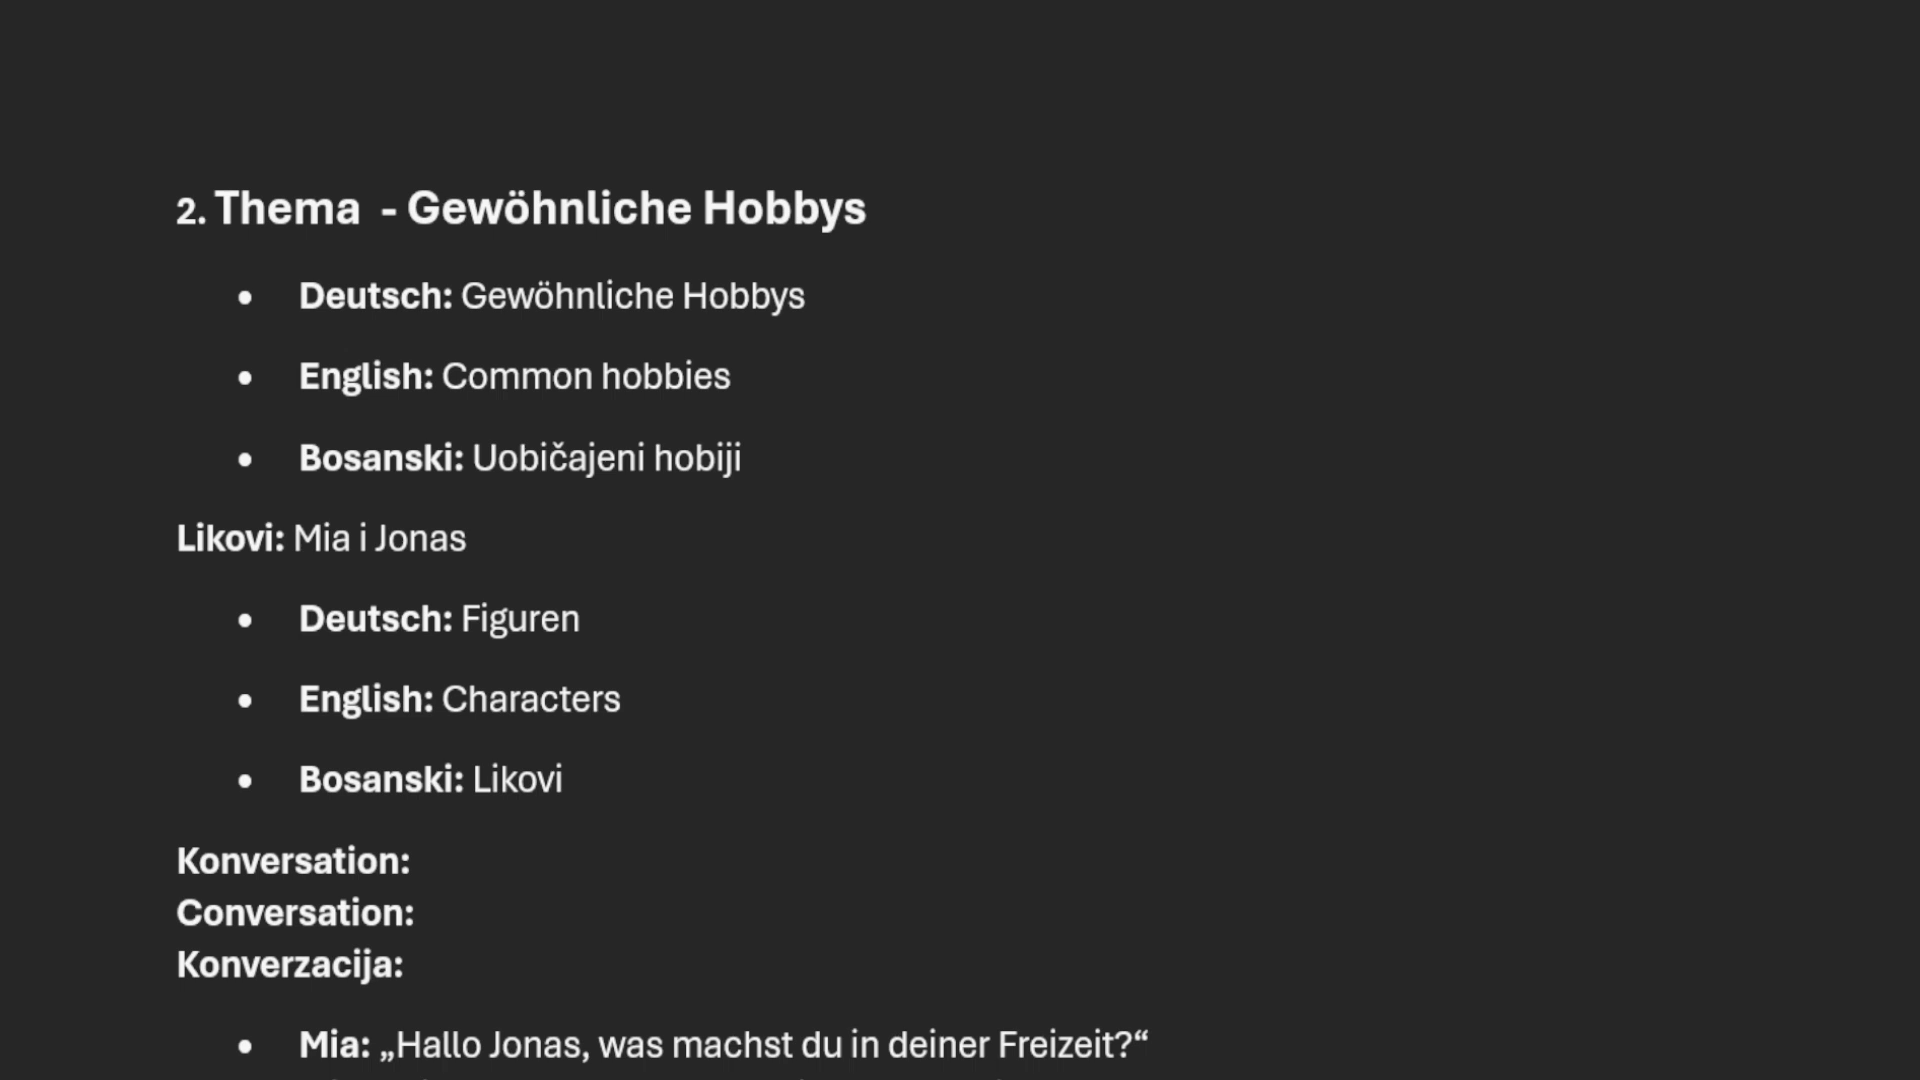 2. Thema  - Gewöhnliche Hobbys
• Deutsch: Gewöhnliche Hobbys
• English: Common hobbies
• Bosanski: Uobičajeni hobiji
Likovi: Mia i Jonas
• Deutsch: Figuren
• English: Characters
• Bosanski: Likovi
Konversation:
Conversation:
Konverzacija:
• Mia: „Hallo Jonas, was machst du in deiner Freizeit?“